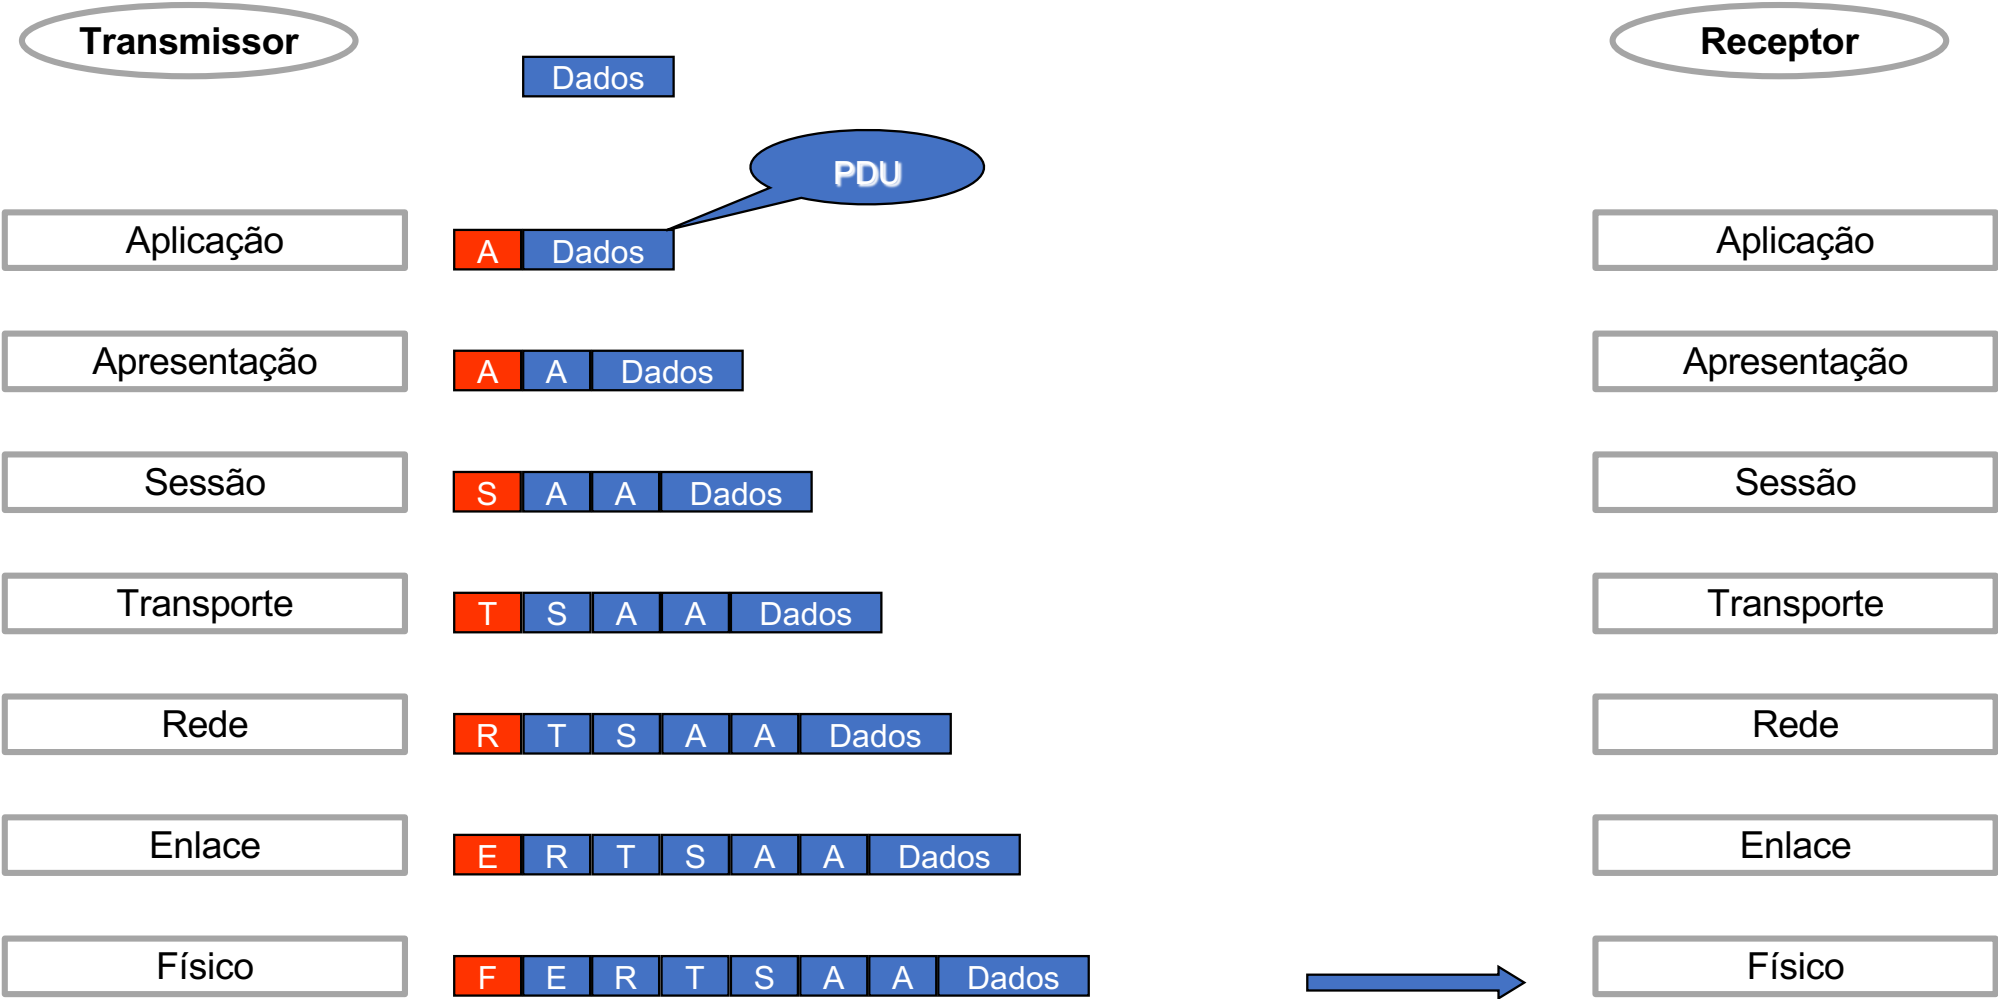 Transmissor
Receptor
Dados
PDU
Aplicação
A Dados
Aplicação
Apresentação
A A Dados
Apresentação
Sessão
S A A Dados
Sessão
Transporte
T S A A Dados
Transporte
Rede
R T S A A Dados
Rede
Enlace
E R T S A A Dados
Enlace
Físico
F E R T S A A Dados
Físico